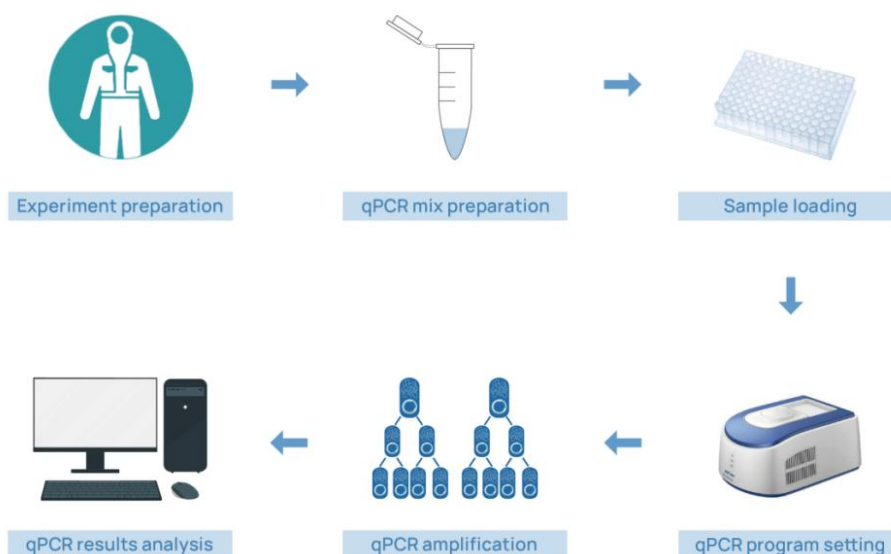 Experiment preparation
qPCR mix preparation
Sample loading
qPCR program setting
qPCR amplification
qPCR results analysis